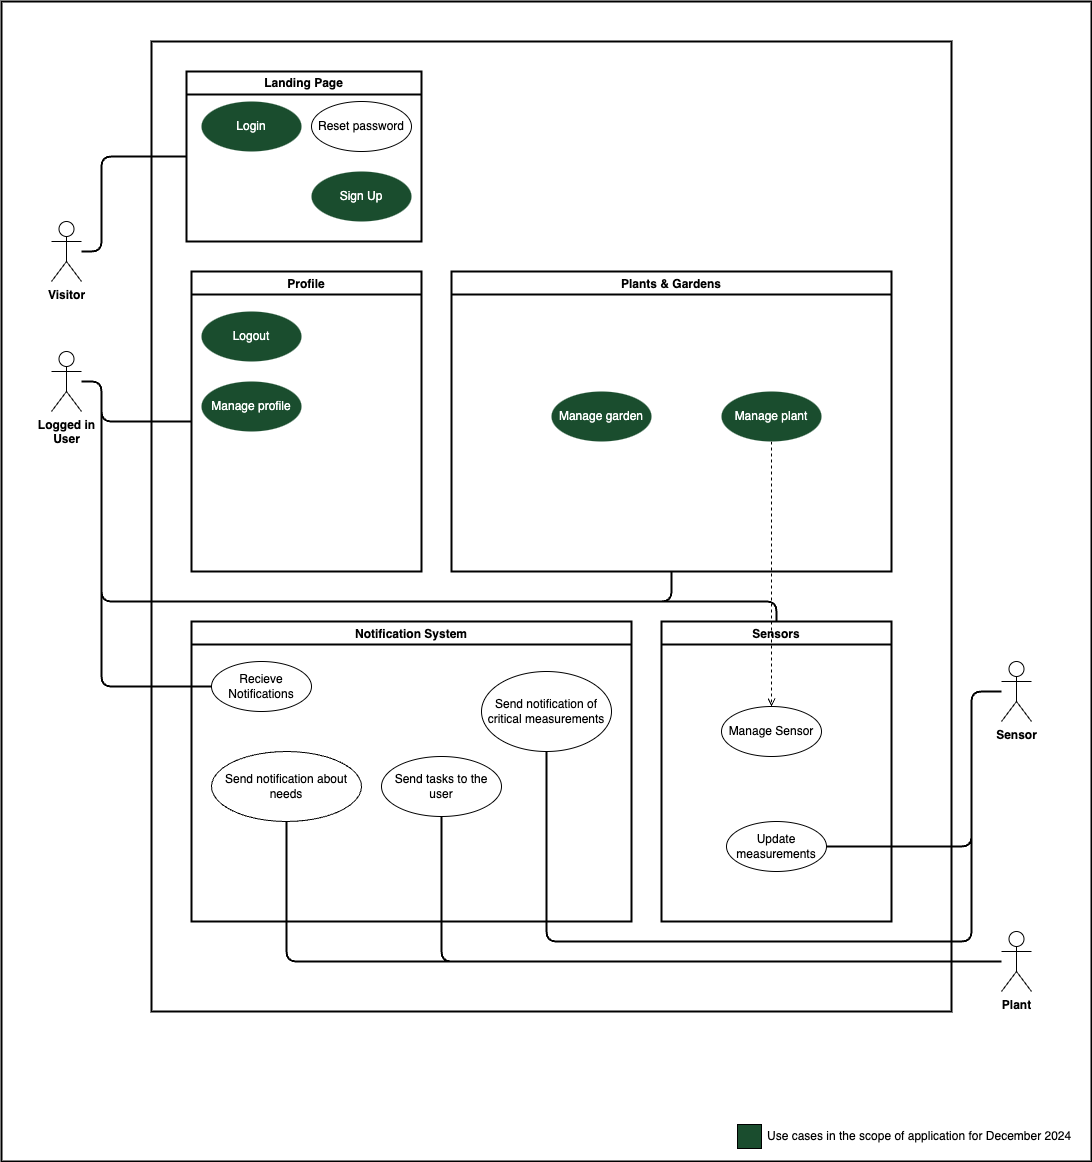 Landing Page
Login
Reset password
Sign Up
Visitor
Profile
Plants & Gardens
Logout
Manage profile
Manage garden
Manage plant
Logged in
User
Notification System
Sensors
Recieve
Notifications
Send notification of
critical measurements
Manage Sensor
Sensor
Send notification about
needs
Send tasks to the
user
Update
measurements
Plant
Use cases in the scope of application for December 2024